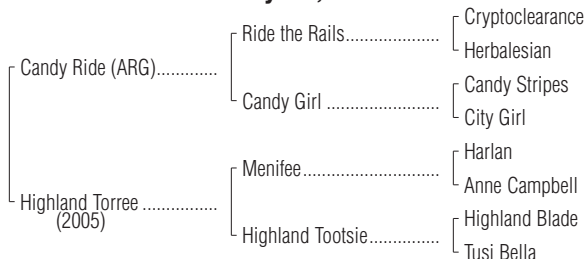 Cryptoclearance
Ride the Rails
Herbalesian
Candy Ride (ARG)
Candy Stripes
Candy Girl
City Girl
Harlan
Menifee
Anne Campbell
Highland Torree
(2005)
Highland Blade
Highland Tootsie
Tusi Bella